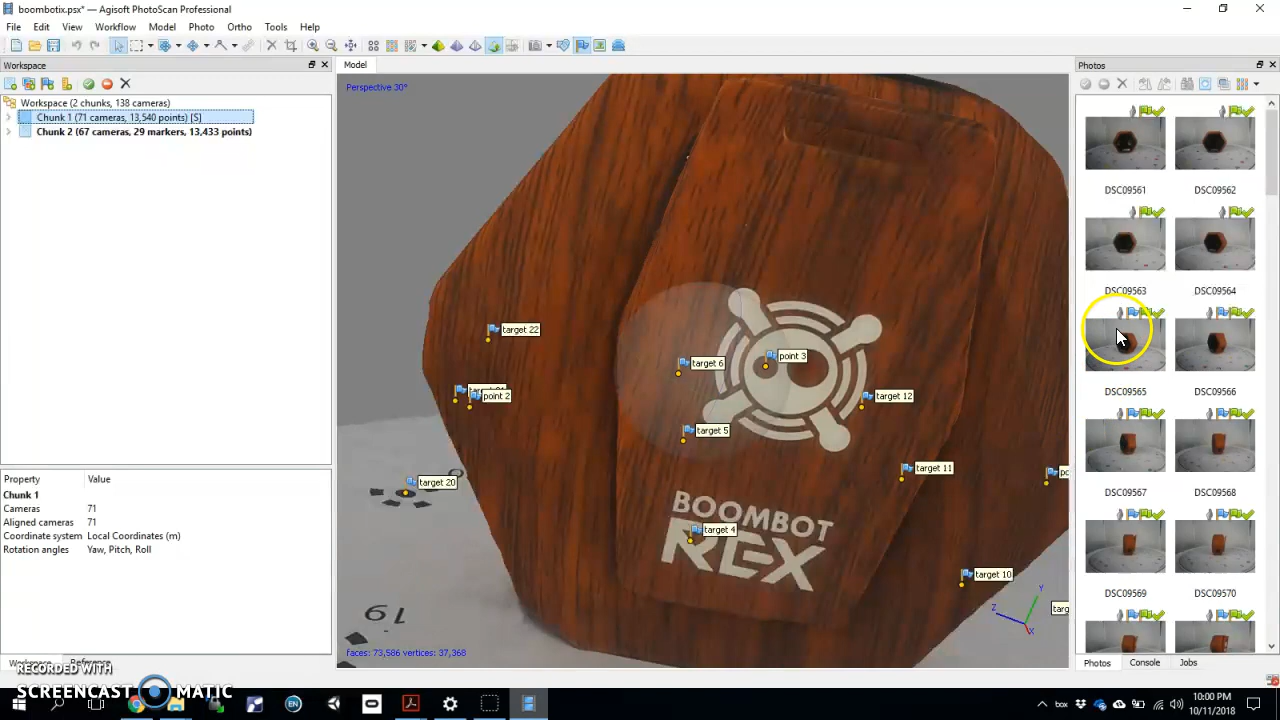 boombotix.psx* — Agisoft PhotoScan Professional
File Edit View Workflow Model Photo Ortho Tools Help
Workspace
Workspace (2 chunks, 138 cameras)
Chunk 1 (71 cameras, 13,540 points) [S]
Chunk 2 (67 cameras, 29 markers, 13,433 points)
Property Value
Chunk 1
Cameras 71
Aligned cameras 71
Coordinate system Local Coordinates (m)
Rotation angles Yaw, Pitch, Roll
Model
Perspective 30°
target 22
target 6
point 3
point 2
target 12
target 5
target 11
target 20
target 4
target 10
BOOMBOT
REX
19
Z
Y
X
faces: 73,586 vertices: 37,368
Photos
DSC09561 DSC09562
DSC09563 DSC09564
DSC09565 DSC09566
DSC09567 DSC09568
DSC09569 DSC09570
Photos Console Jobs
RECORDED WITH
SCREENCAST MATIC
EN
box
10:00 PM
10/11/2018